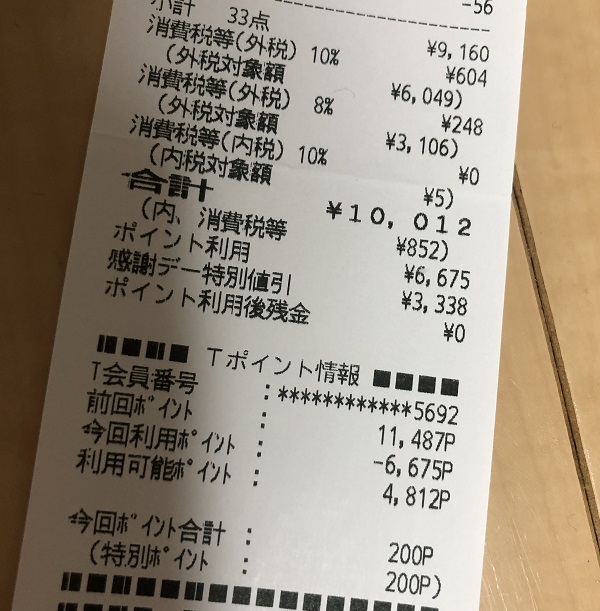 -56
小計 33点 ¥9,160
消費税等(外税) 10% ¥604
(外税対象額 ¥6,049)
消費税等(外税) 8% ¥248
(外税対象額 ¥3,106)
消費税等(内税) 10% ¥0
(内税対象額 ¥5)
合計 ¥10,012
(内、消費税等 ¥852)
ポイント利用 ¥6,675
感謝デー特別値引 ¥3,338
ポイント利用後残金 ¥0
Tポイント情報
T会員番号 : ************5692
前回ポイント : 11,487P
今回利用ポイント : -6,675P
利用可能ポイント : 4,812P
今回ポイント合計 : 200P
(特別ポイント : 200P)